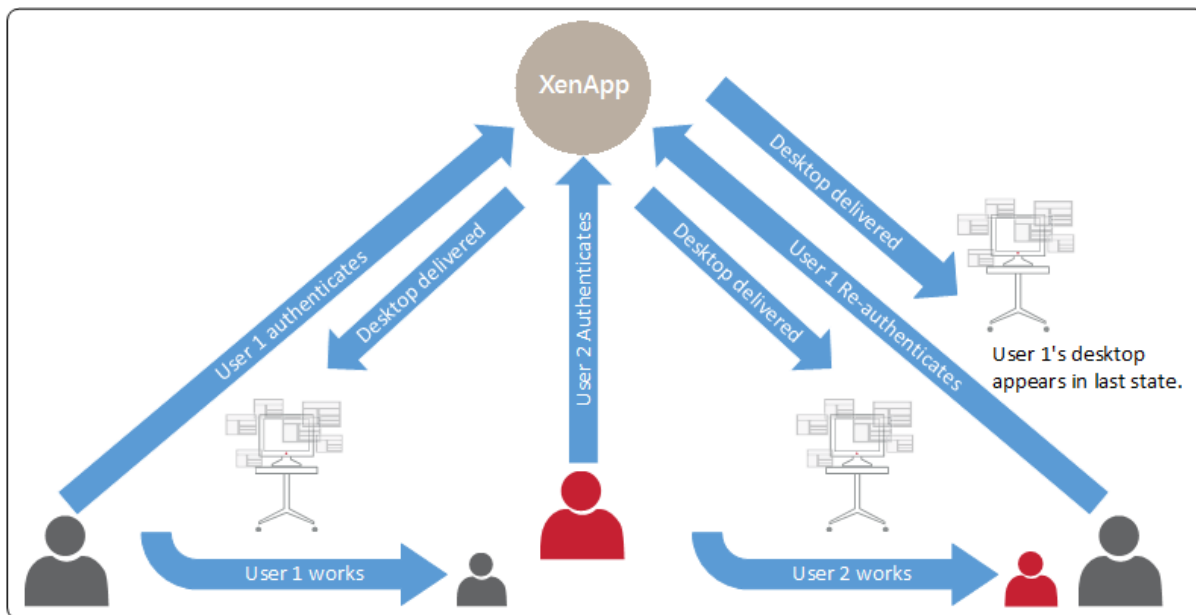 XenApp
User 1 authenticates
Desktop delivered
User 2 Authenticates
Desktop delivered
User 1 Re-authenticates
Desktop delivered
User 1's desktop
appears in last state.
User 1 works
User 2 works